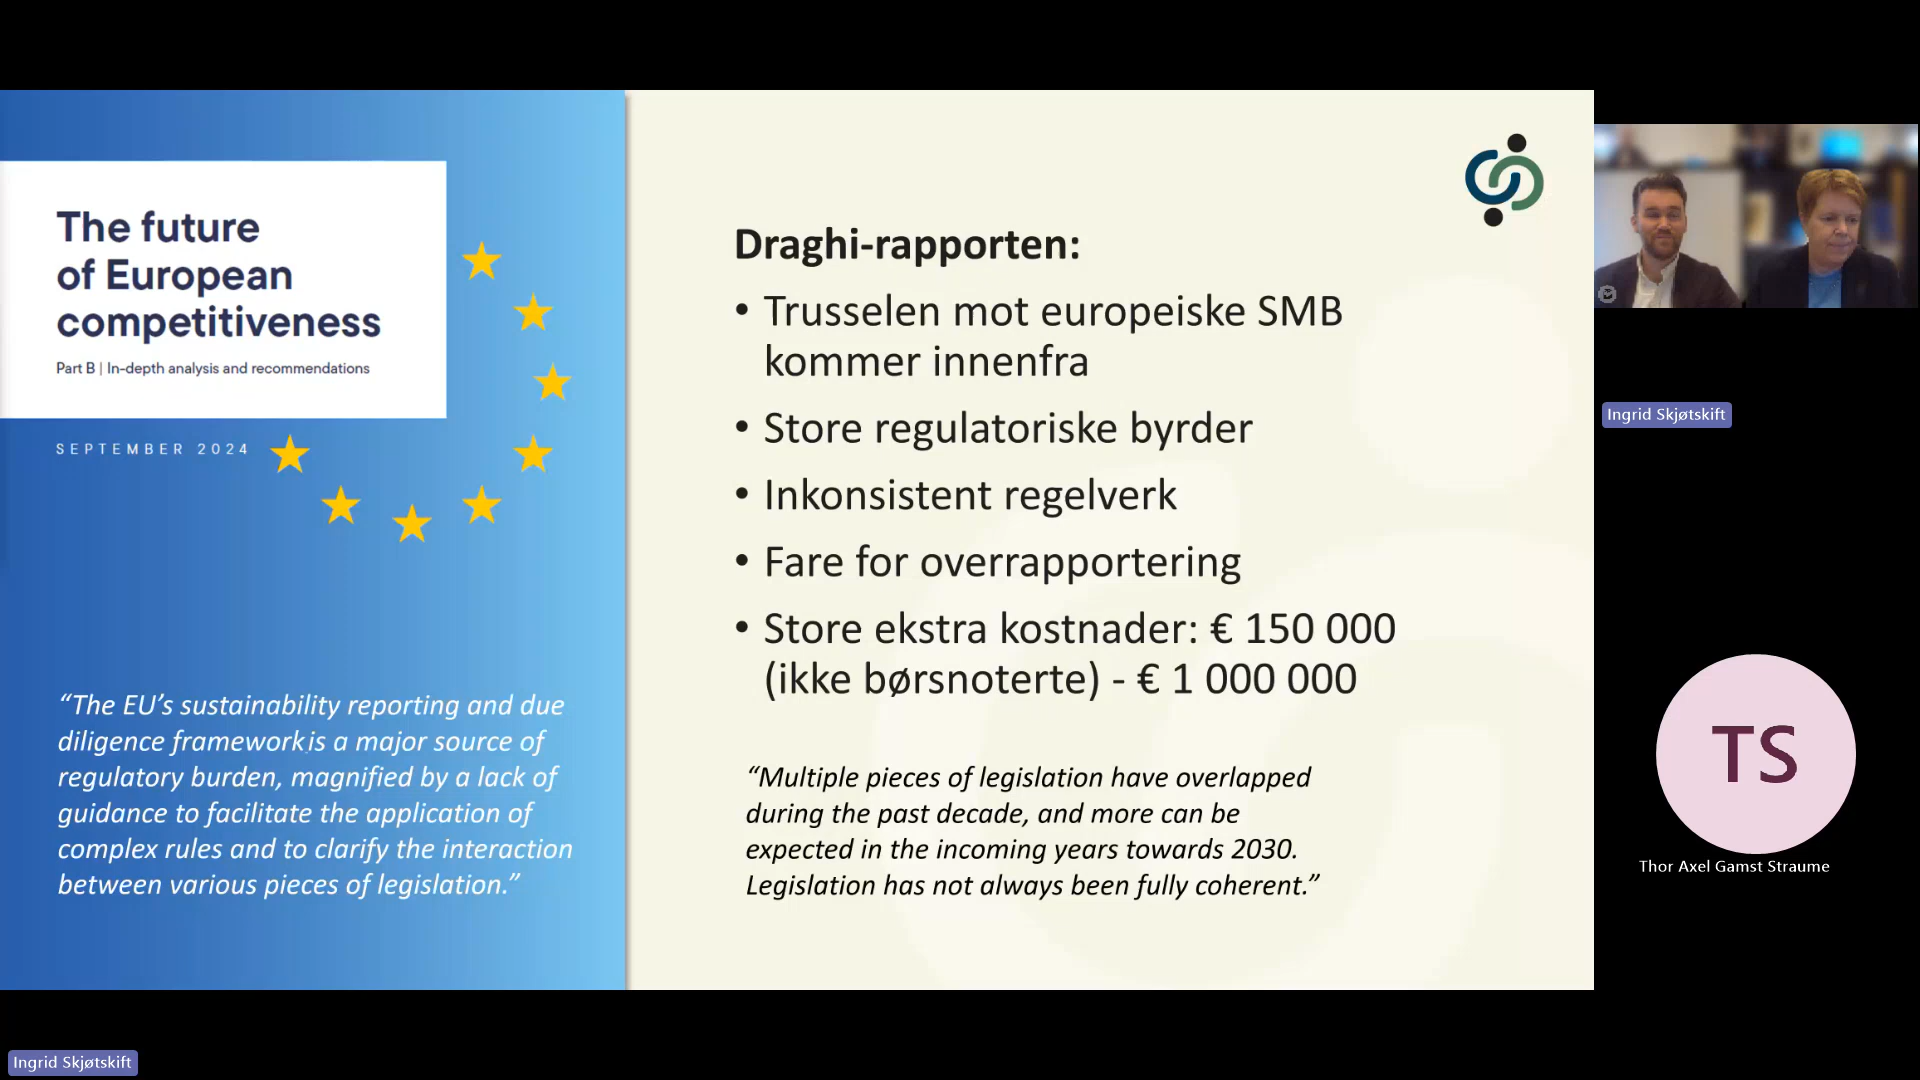 The future
of European
competitiveness
Part B | In-depth analysis and recommendations
SEPTEMBER 2024
“The EU’s sustainability reporting and due
diligence framework is a major source of
regulatory burden, magnified by a lack of
guidance to facilitate the application of
complex rules and to clarify the interaction
between various pieces of legislation.”
Draghi-rapporten:
• Trusselen mot europeiske SMB
kommer innenfra
• Store regulatoriske byrder
• Inkonsistent regelverk
• Fare for overrapportering
• Store ekstra kostnader: € 150 000
(ikke børsnoterte) - € 1 000 000
“Multiple pieces of legislation have overlapped
during the past decade, and more can be
expected in the incoming years towards 2030.
Legislation has not always been fully coherent.”
Ingrid Skjøtskift
TS
Thor Axel Gamst Straume
Ingrid Skjøtskift